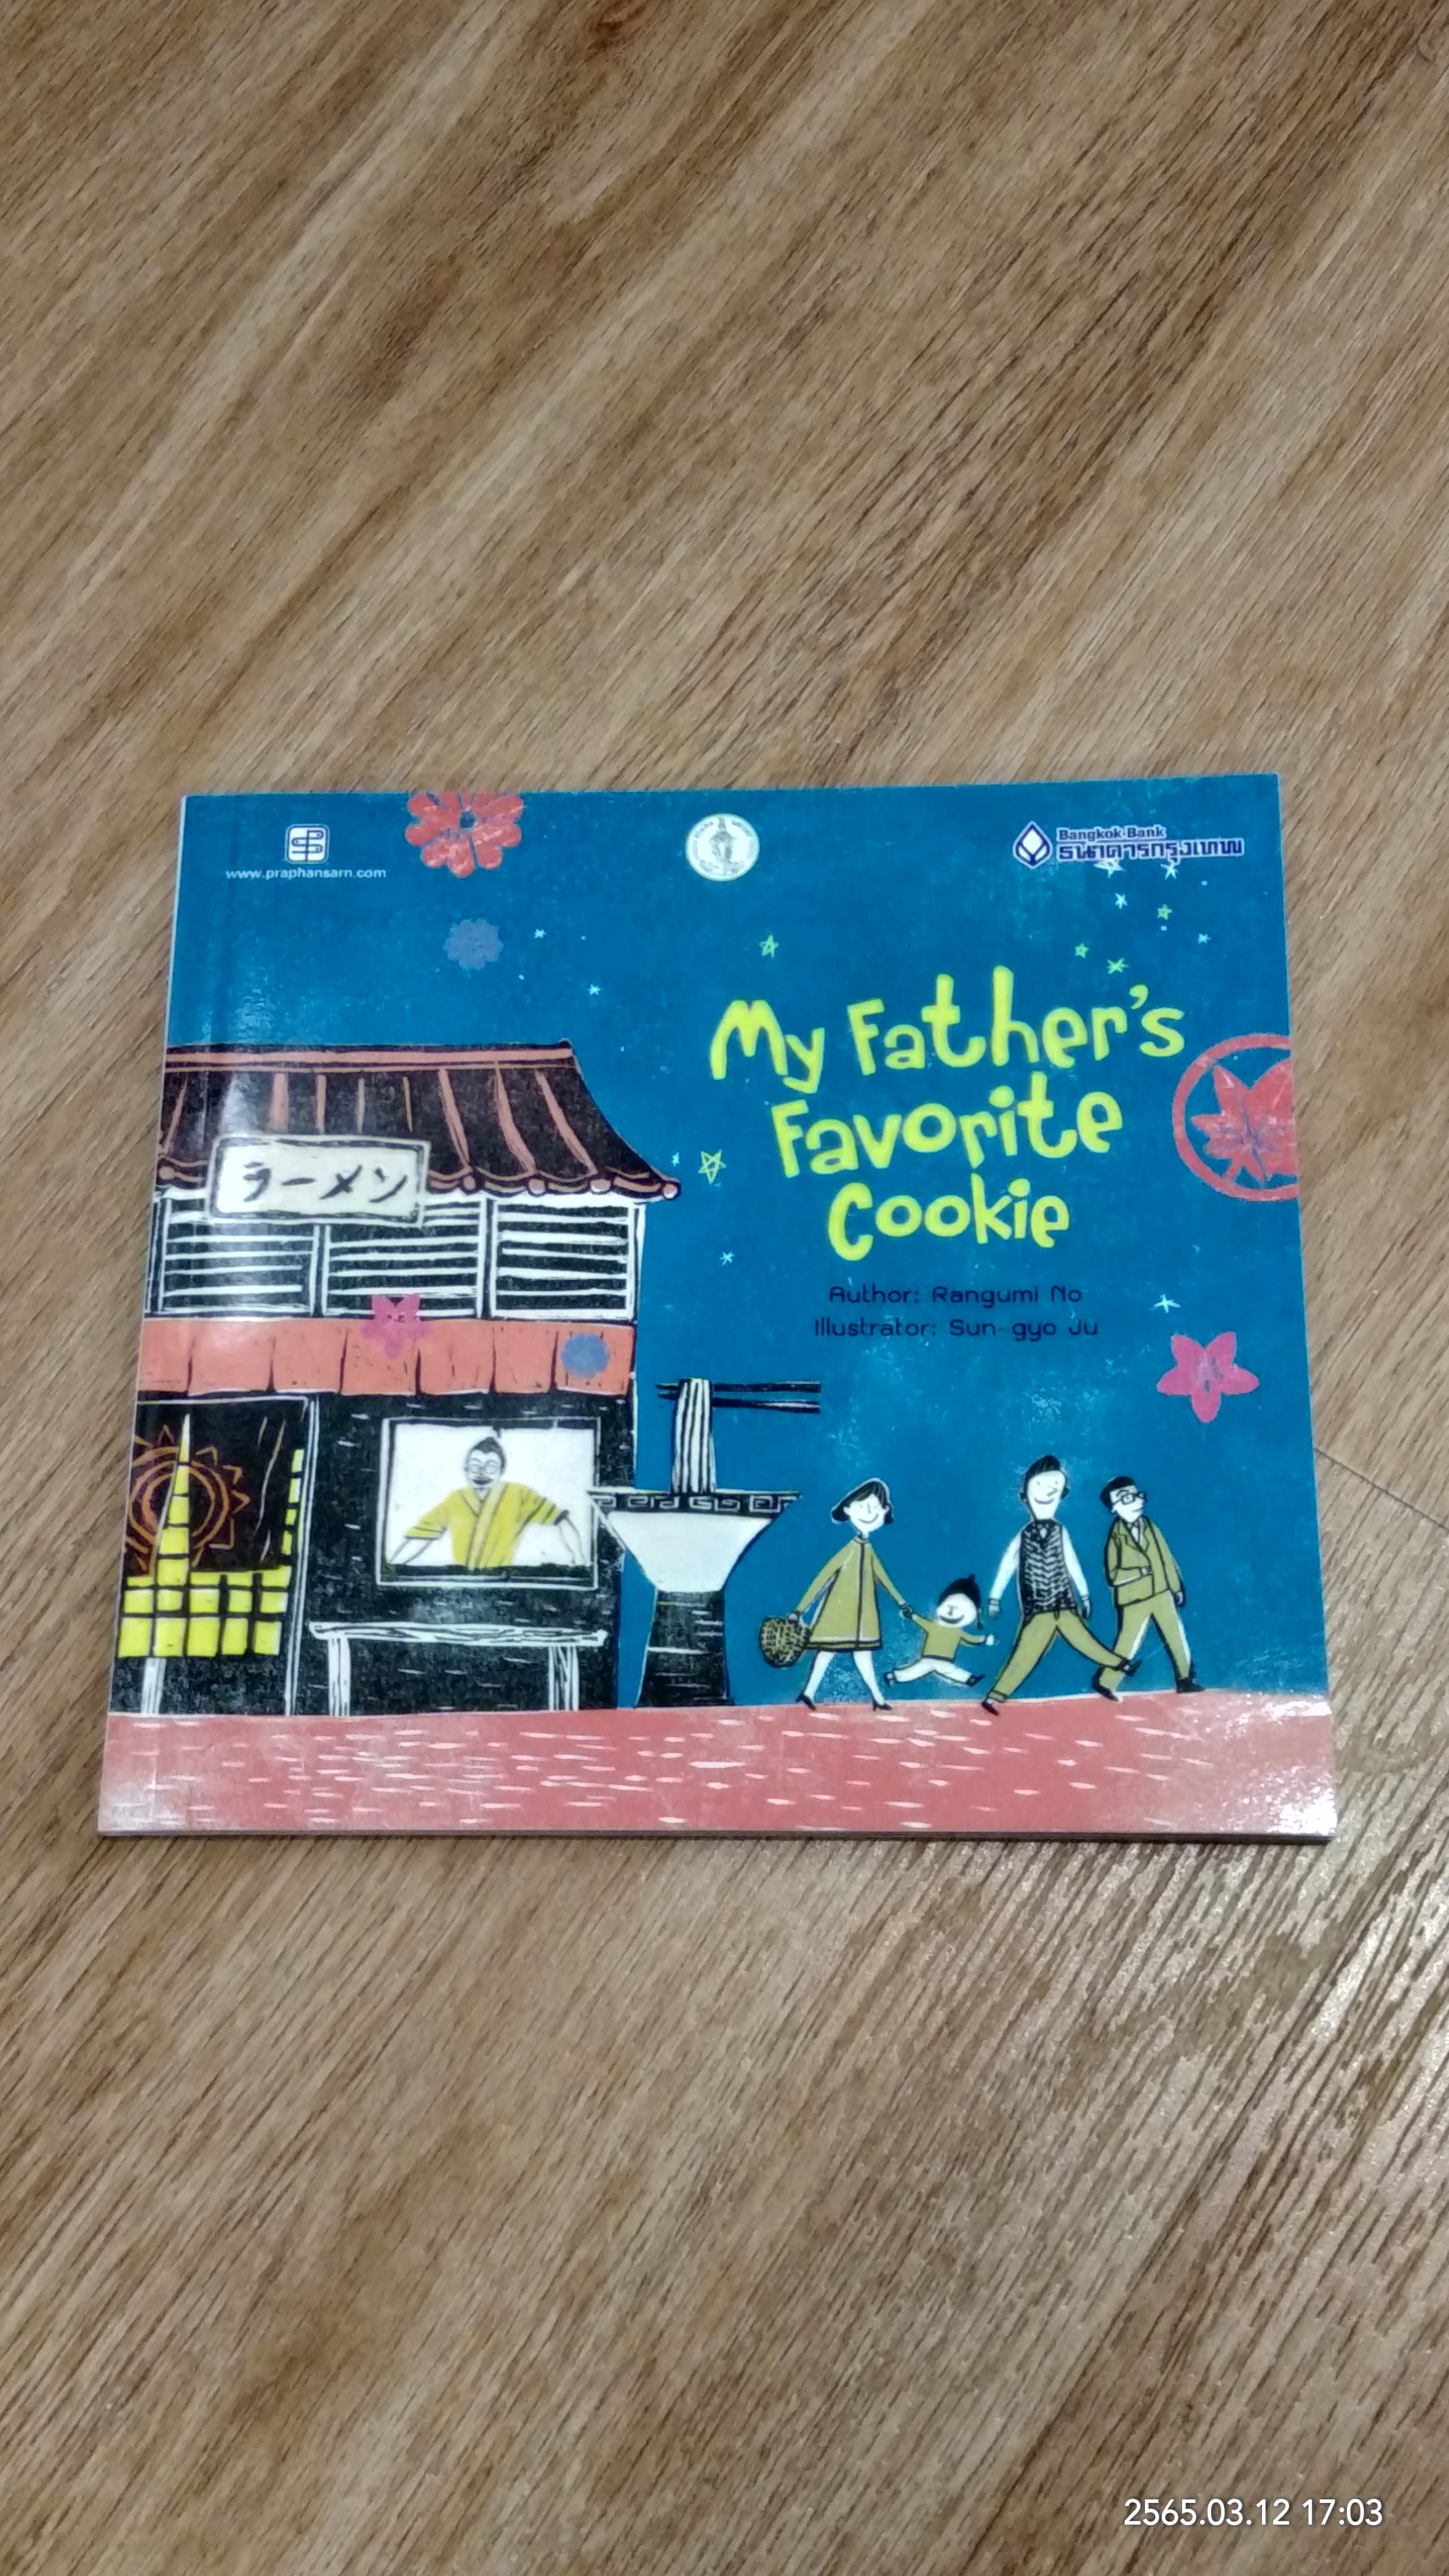 www.praphansarn.com
Bangkok Bank
ธนาคารกรุงเทพ
My Father's
Favorite
Cookie
Author: Rangumi No
Illustrator: Sun-gyo Ju
ラーメン
2565.03.12 17:03